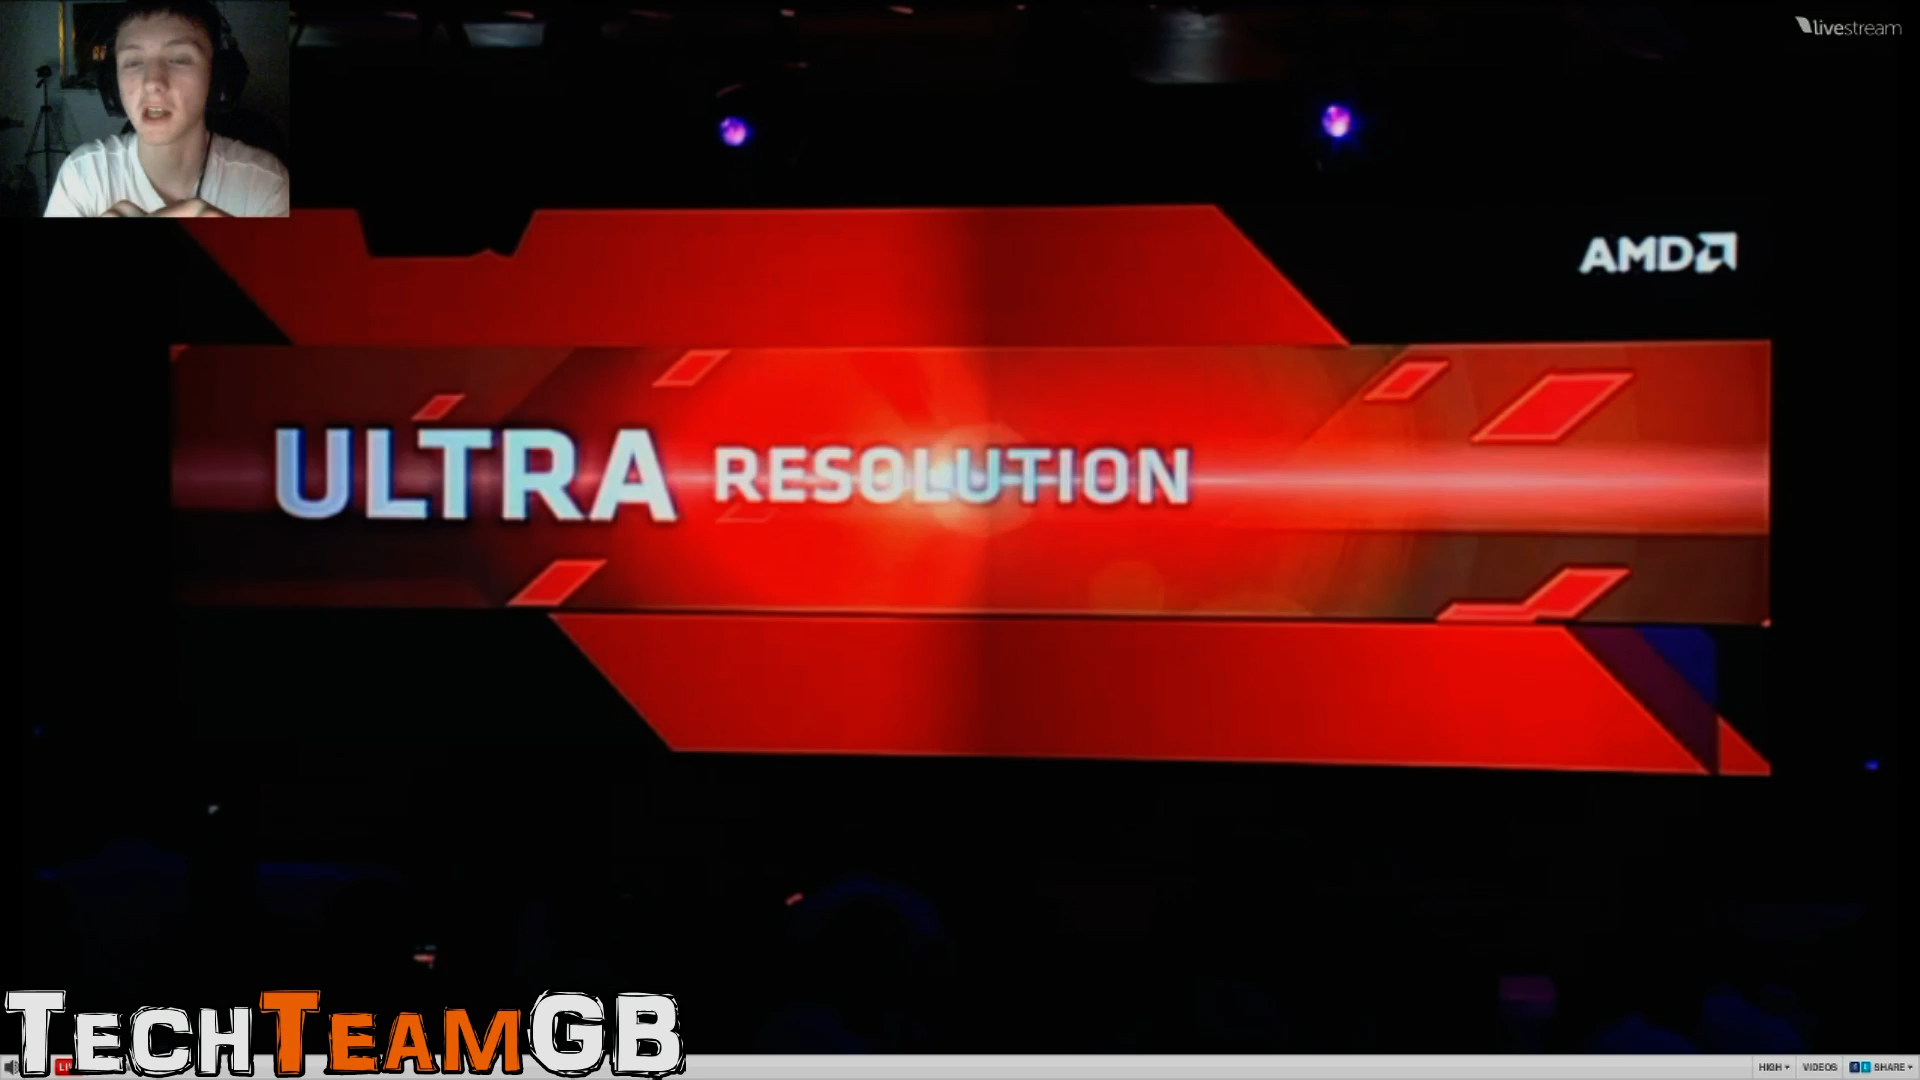 livestream
AMD
ULTRA RESOLUTION
TECHTEAMGB
HIGH
VIDEOS
SHARE